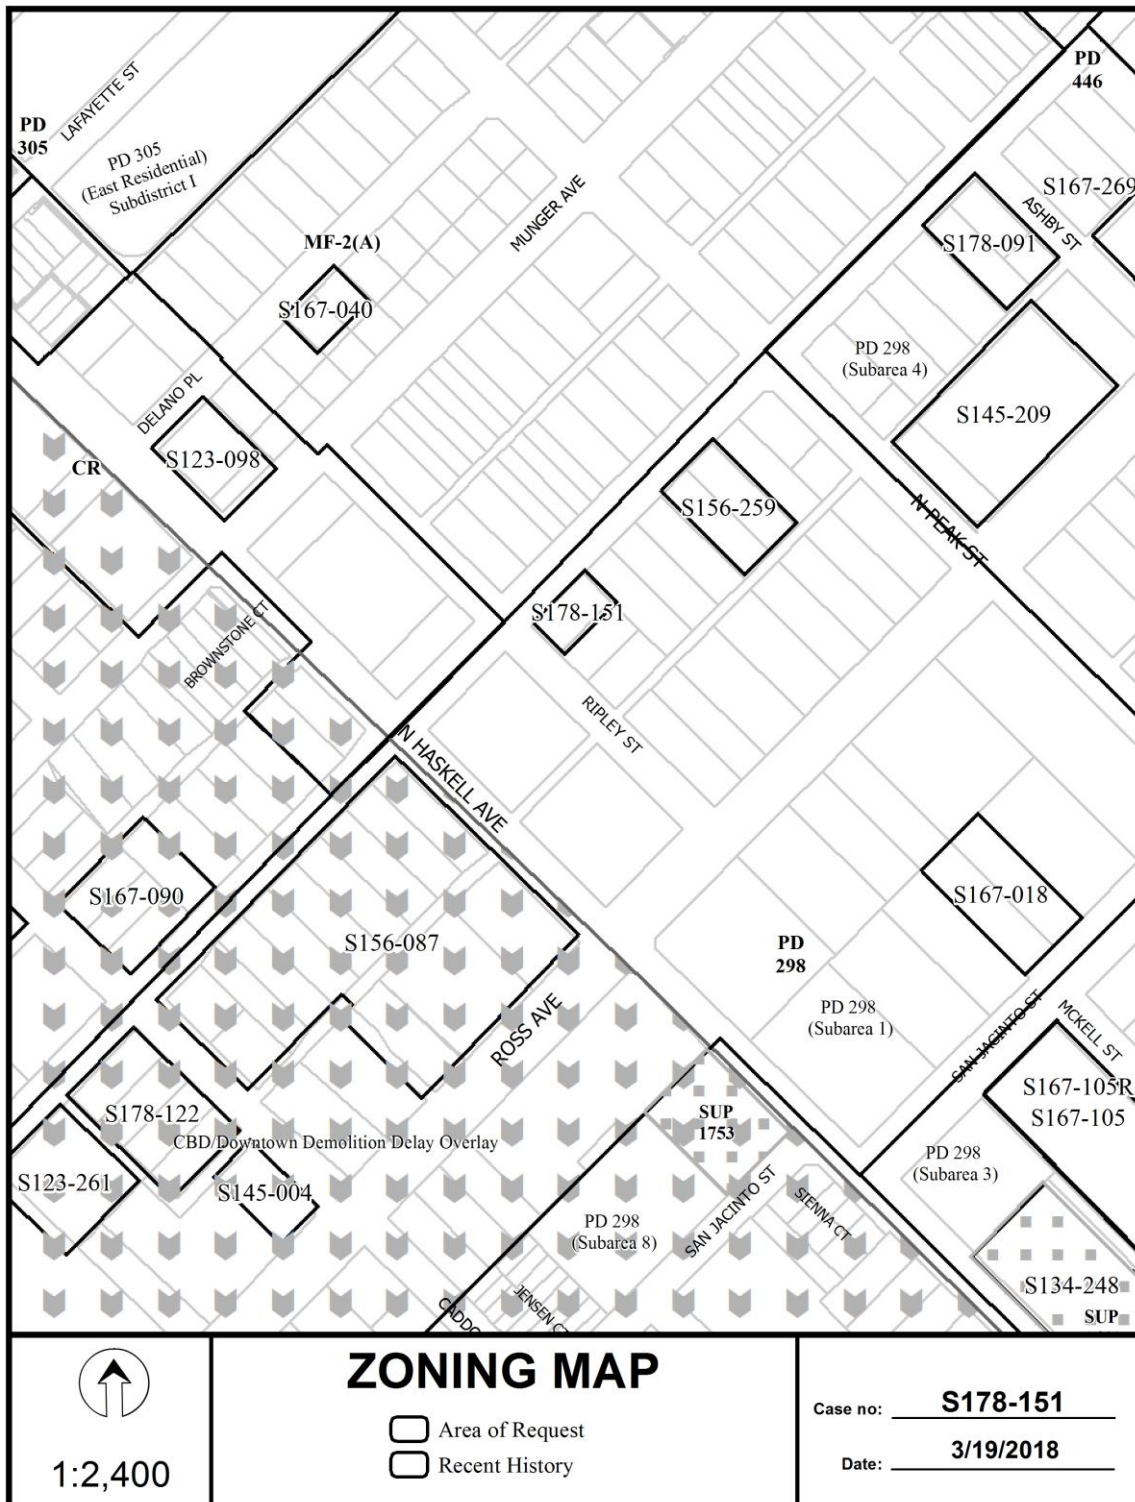 PD
446
LAFAYETTE ST
PD
305
PD 305
(East Residential)
Subdistrict I
MUNGER AVE
S167-269
ASHBY ST
S178-091
MF-2(A)
S167-040
PD 298
(Subarea 4)
DELANO PL
S145-209
S123-098
CR
S156-259
N PEAK ST
S178-151
BROWNSTONE CT
RIPLEY ST
N HASKELL AVE
S167-090
S167-018
S156-087
PD
298
PD 298
(Subarea 1)
ROSS AVE
SAN JACINTO ST
MCKELL ST
S167-105R
S167-105
SUP
1753
S178-122
CBD/Downtown Demolition Delay Overlay
PD 298
(Subarea 3)
S123-261
S145-004
SAN JACINTO ST
SIENNA CT
PD 298
(Subarea 8)
S134-248
SUP
JENSEN CT
CADDO
ZONING MAP
Area of Request
Recent History
1:2,400
Case no: S178-151
Date: 3/19/2018